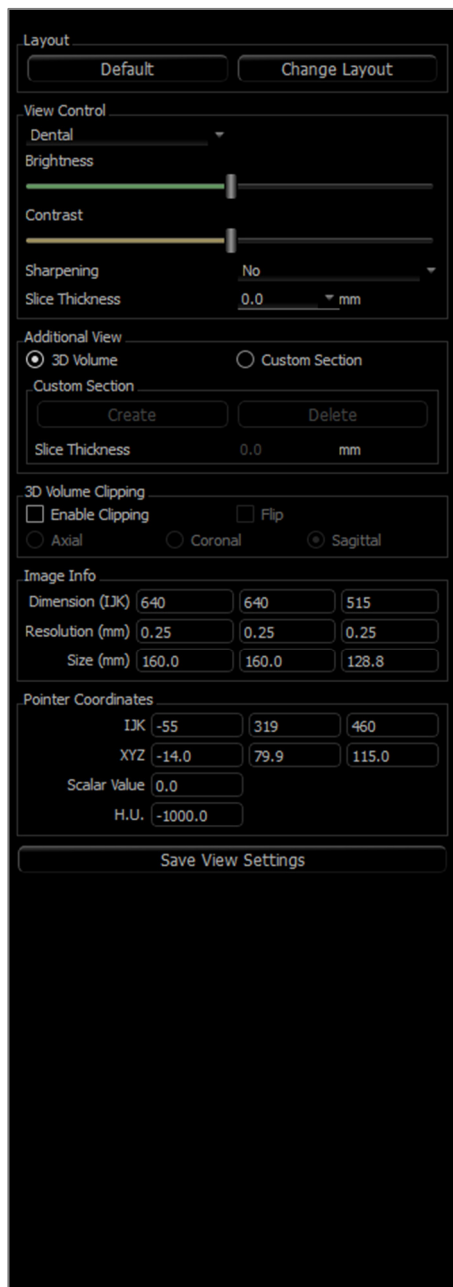 Layout
Default Change Layout
View Control
Dental
Brightness
Contrast
Sharpening No
Slice Thickness 0.0 mm
Additional View
3D Volume Custom Section
Custom Section
Create Delete
Slice Thickness 0.0 mm
3D Volume Clipping
Enable Clipping Flip
Axial Coronal Sagittal
Image Info
Dimension (IJK) 640 640 515
Resolution (mm) 0.25 0.25 0.25
Size (mm) 160.0 160.0 128.8
Pointer Coordinates
IJK -55 319 460
XYZ -14.0 79.9 115.0
Scalar Value 0.0
H.U. -1000.0
Save View Settings